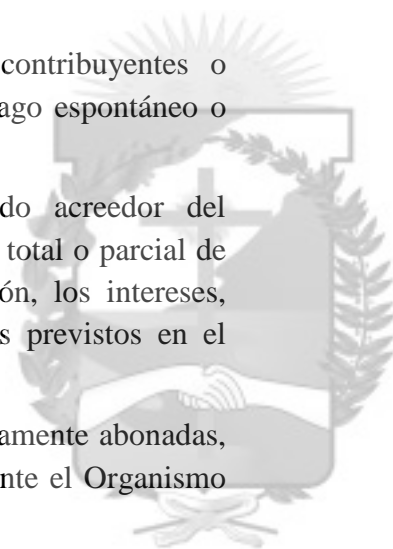 contribuyentes o
ago espontáneo o
do acreedor del
total o parcial de
ón, los intereses,
s previstos en el
amente abonadas,
nte el Organismo